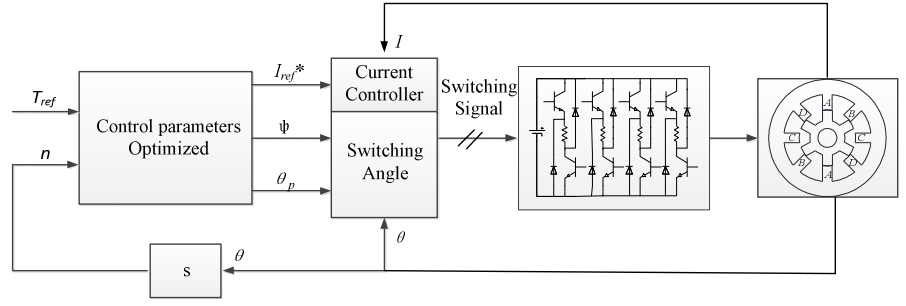 I
T_ref
n
Control parameters
Optimized
I_ref*
ψ
θ_p
Current
Controller
Switching
Angle
Switching
Signal
A
D
B
C
C
B
D
A
θ
θ
s